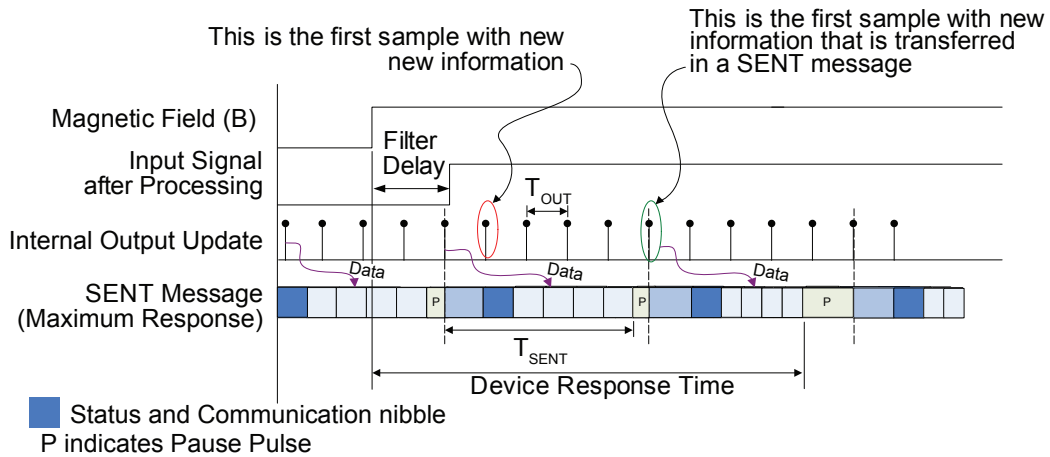 This is the first sample with new
new information
This is the first sample with new
information that is transferred
in a SENT message
Magnetic Field (B)
Filter
Delay
Input Signal
after Processing
TOUT
Internal Output Update
Data
Data
Data
SENT Message
(Maximum Response)
P
P
P
TSENT
Device Response Time
Status and Communication nibble
P indicates Pause Pulse